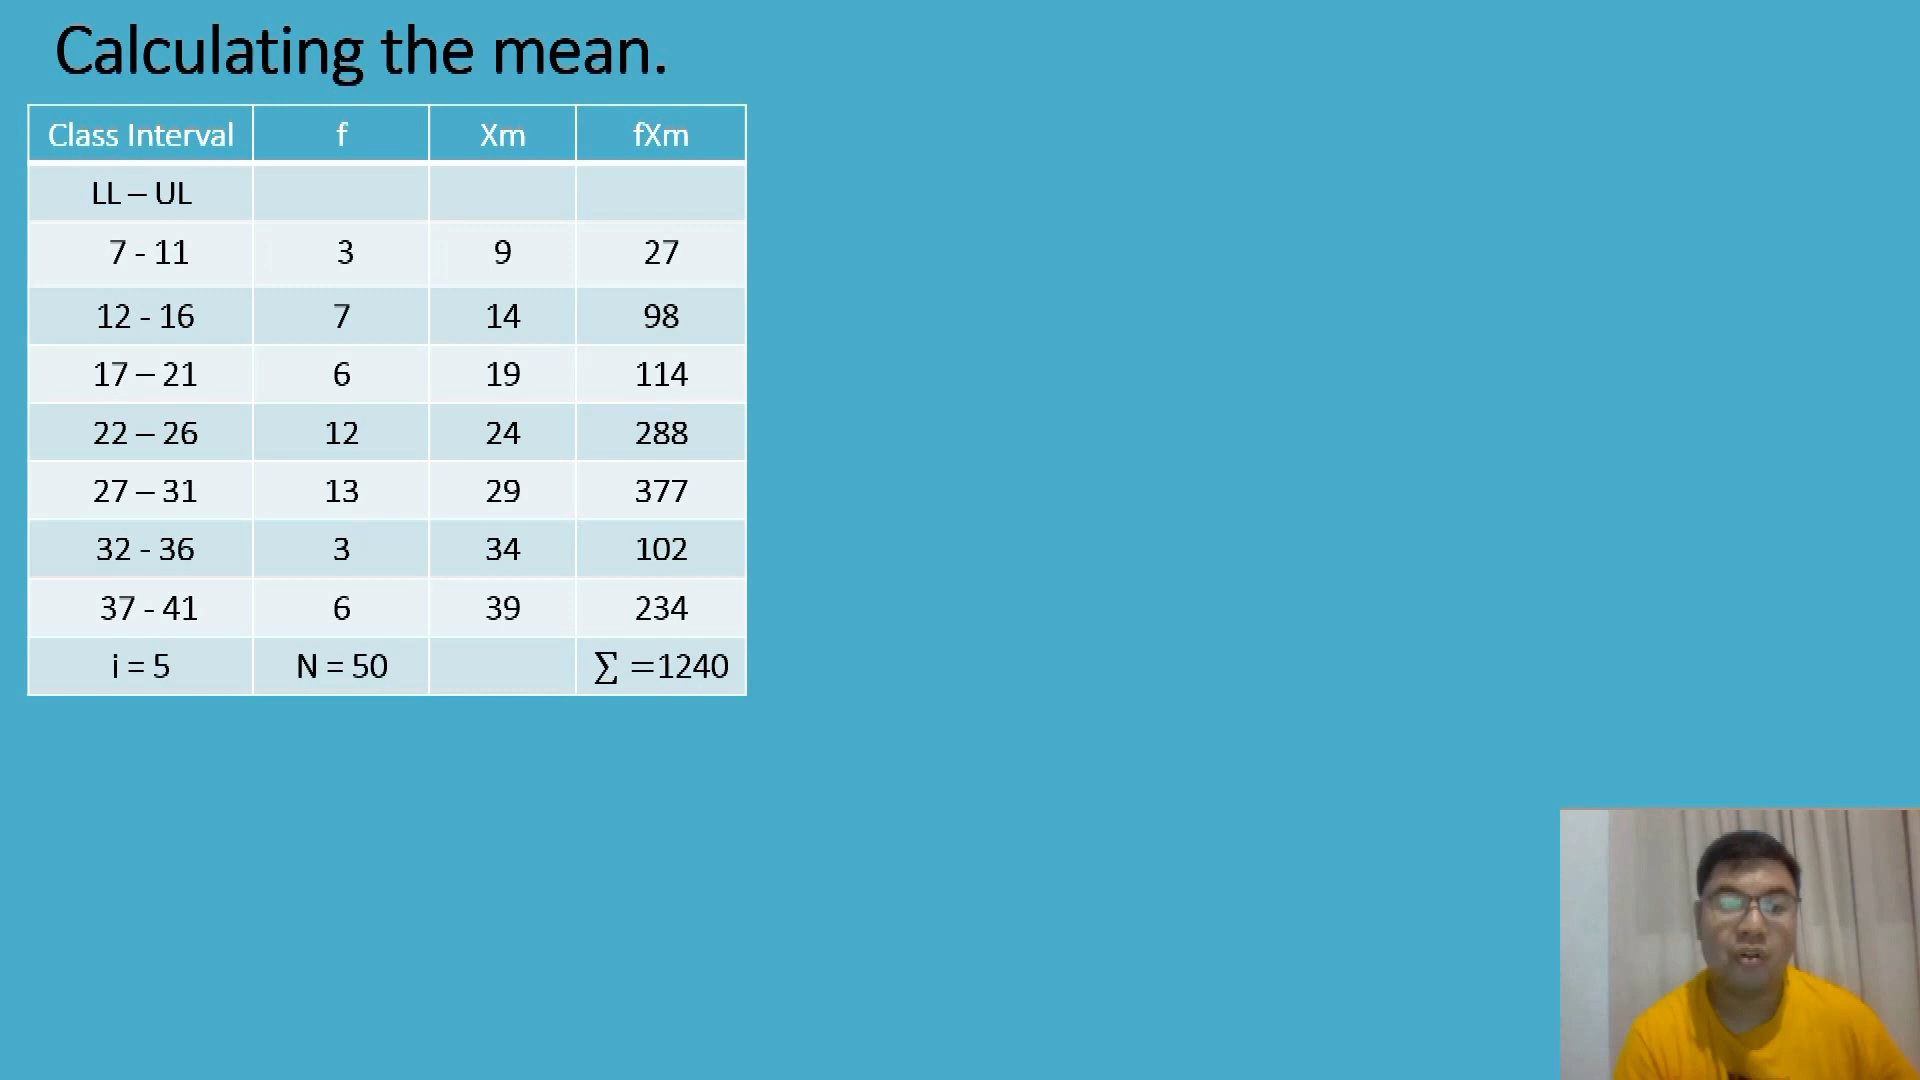 Calculating the mean.
Class Interval f Xm fXm
LL – UL
7 - 11 3 9 27
12 - 16 7 14 98
17 – 21 6 19 114
22 – 26 12 24 288
27 – 31 13 29 377
32 - 36 3 34 102
37 - 41 6 39 234
i = 5 N = 50 ∑ =1240